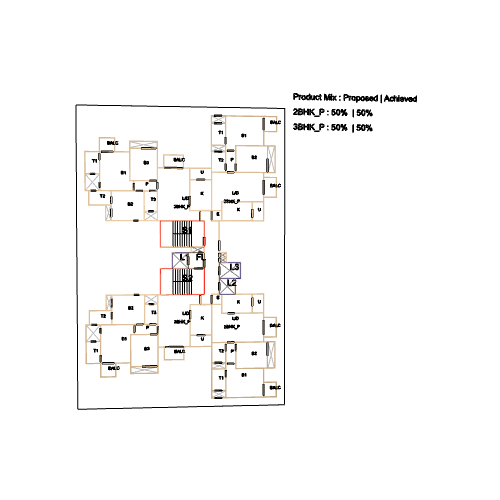 Product Mix : Proposed | Achieved
2BHK_P : 50% | 50%
3BHK_P : 50% | 50%
T1 B1 BALC
BALC
T2 P B2
T1 B3 BALC
B1 U
P K L/D BALC
T2 L/D 2BHK_P
B2 T3 3BHK_P K U
E
S1
L1 L3
S2 L2
E
B2 T3 L/D K U
T2 3BHK_P L/D BALC
B1 P K 2BHK_P
U
T1 B3 BALC T2 P B2
BALC
T1 B1 BALC